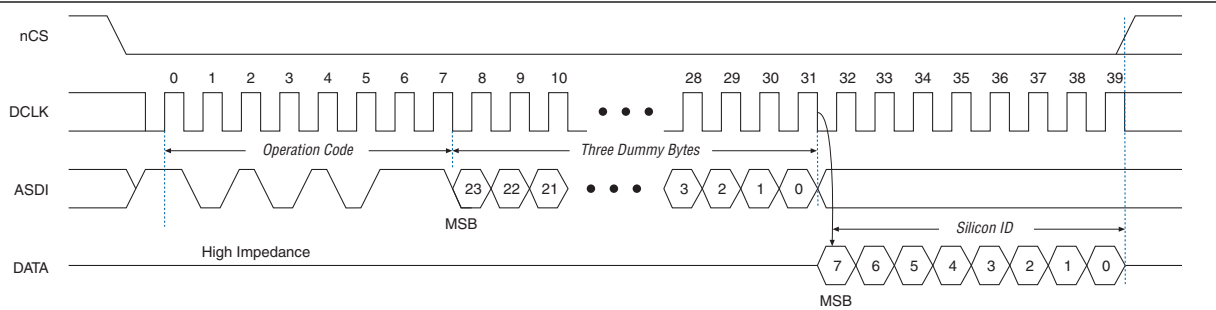 nCS
0 1 2 3 4 5 6 7 8 9 10 28 29 30 31 32 33 34 35 36 37 38 39
DCLK
Operation Code Three Dummy Bytes
ASDI 23 22 21 3 2 1 0
MSB
Silicon ID
High Impedance
DATA 7 6 5 4 3 2 1 0
MSB